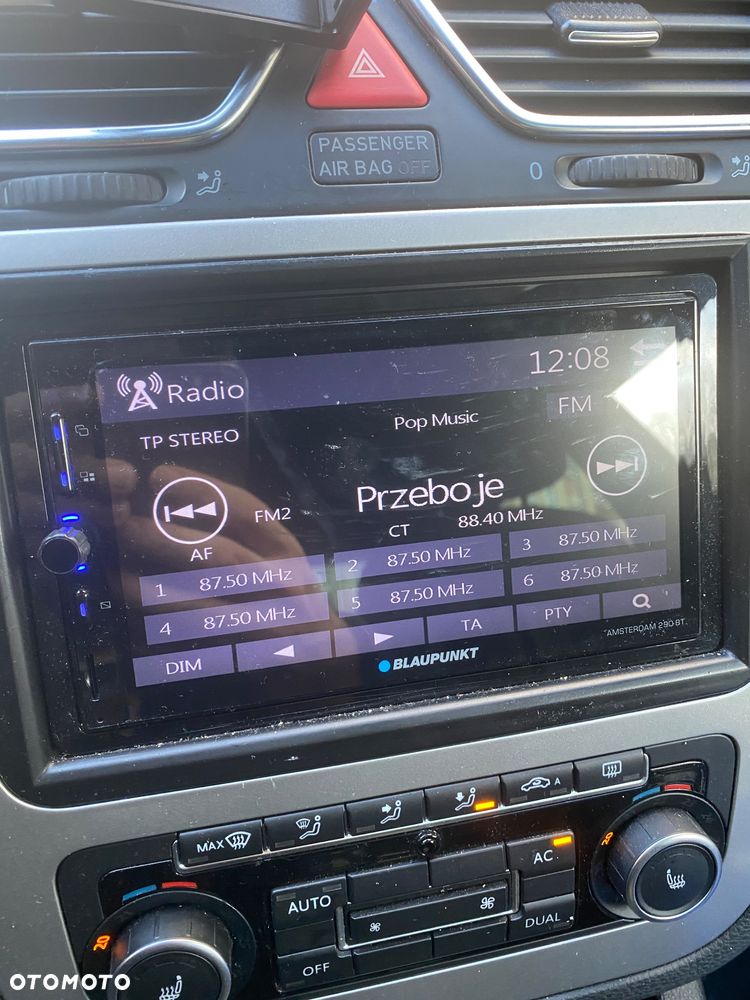 PASSENGER
AIR BAG OFF
0
12:08
Radio
Pop Music
FM
TP STEREO
Przeboje
FM2
CT
88.40 MHz
AF
1 87.50 MHz
2 87.50 MHz
3 87.50 MHz
4 87.50 MHz
5 87.50 MHz
6 87.50 MHz
DIM
TA
PTY
AMSTERDAM 290 BT
BLAUPUNKT
MAX
A
AC
AUTO
DUAL
OFF
20
20
OTOMOTO